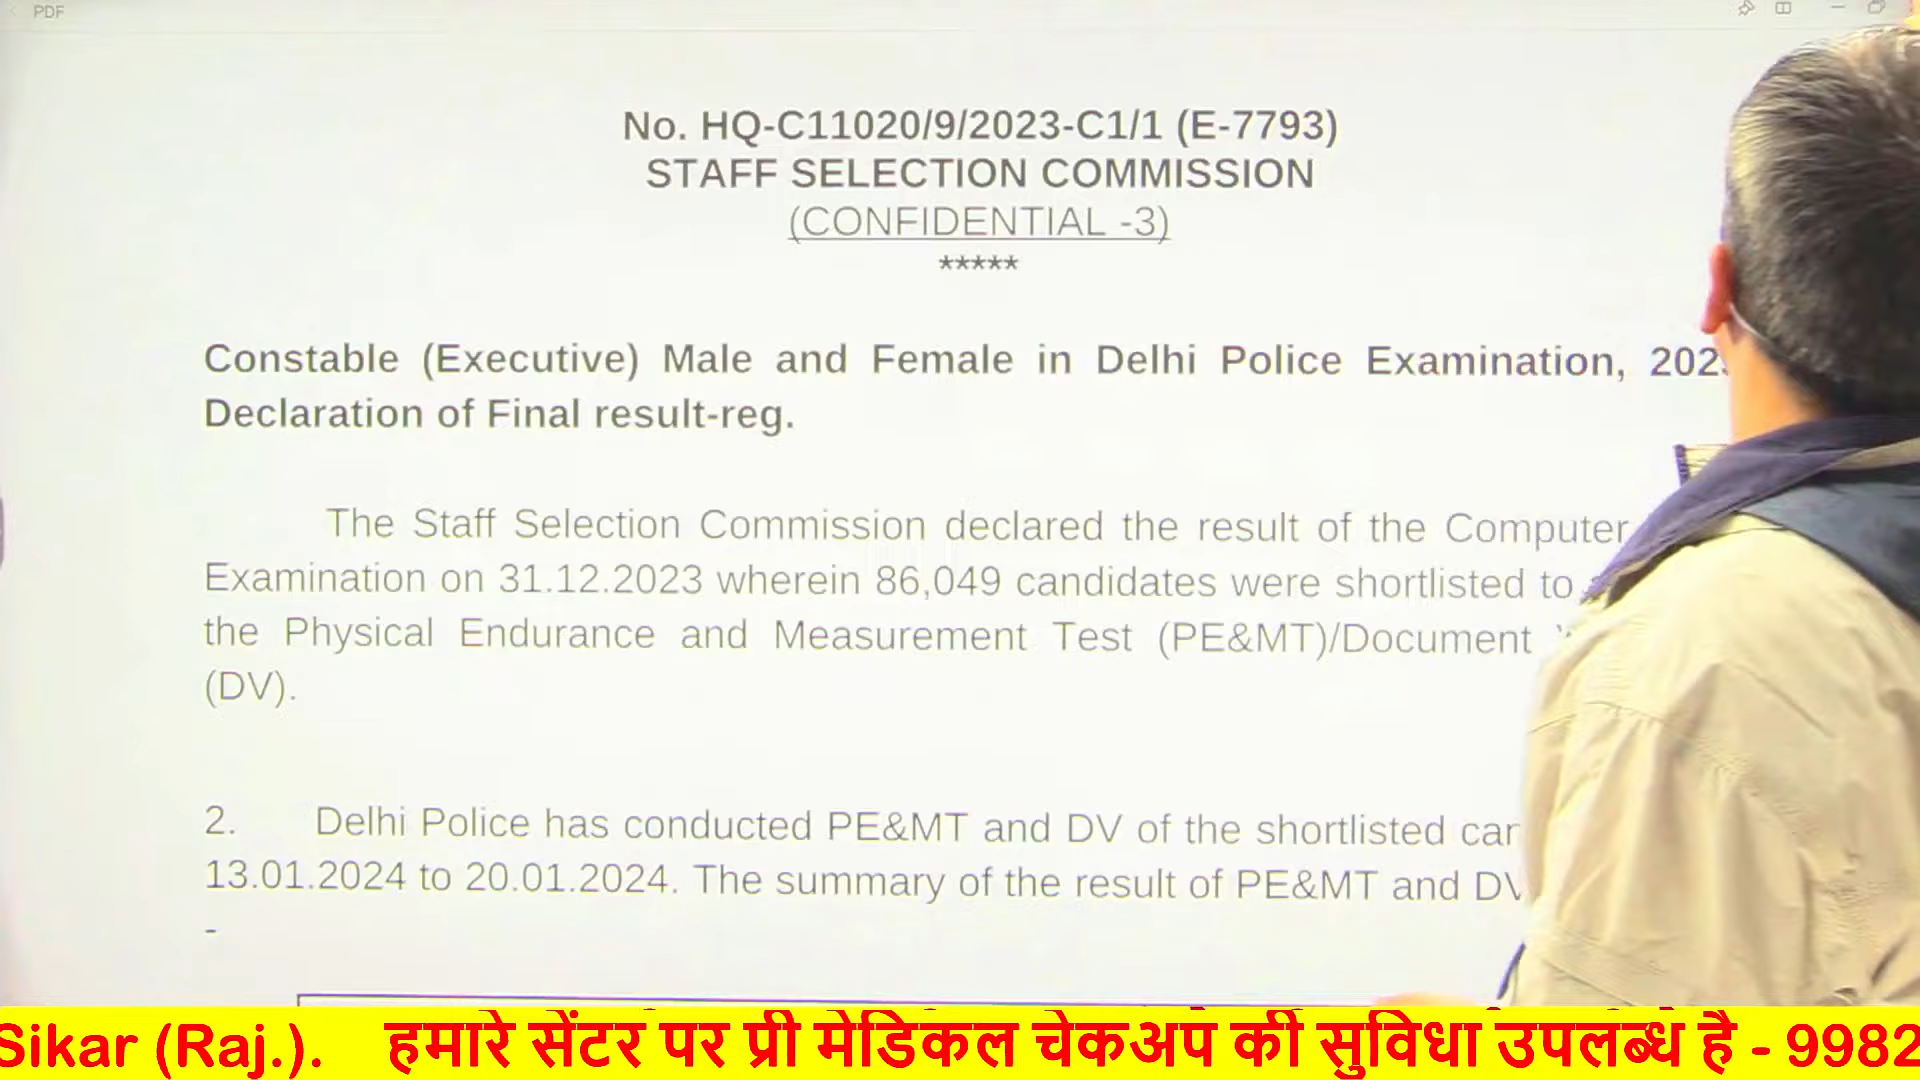 PDF
No. HQ-C11020/9/2023-C1/1 (E-7793)
STAFF SELECTION COMMISSION
(CONFIDENTIAL -3)
*****
Constable (Executive) Male and Female in Delhi Police Examination, 202
Declaration of Final result-reg.
The Staff Selection Commission declared the result of the Computer
Examination on 31.12.2023 wherein 86,049 candidates were shortlisted to
the Physical Endurance and Measurement Test (PE&MT)/Document
(DV).
2. Delhi Police has conducted PE&MT and DV of the shortlisted
13.01.2024 to 20.01.2024. The summary of the result of PE&MT and DV
-
Sikar (Raj.). हमारे सेंटर पर प्री मेडिकल चेकअप की सुविधा उपलब्ध है - 9982